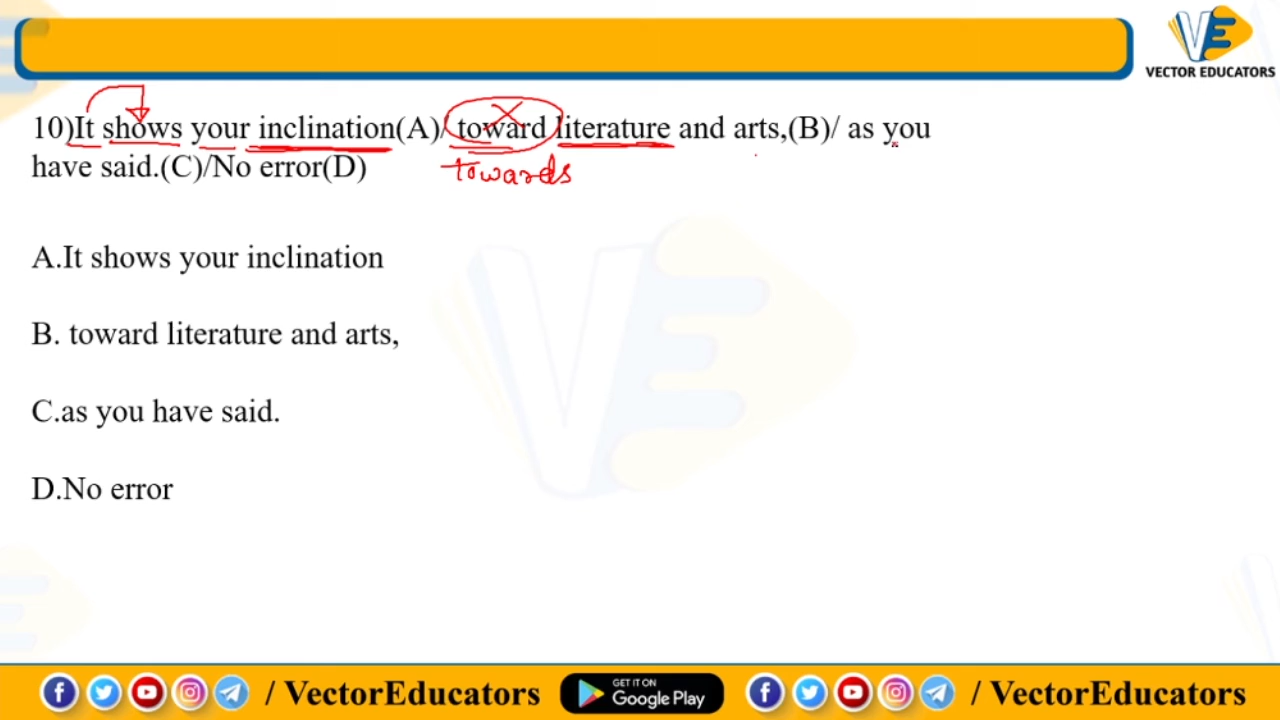 VECTOR EDUCATORS
10)It shows your inclination(A)/ toward literature and arts,(B)/ as you
have said.(C)/No error(D)
towards
A.It shows your inclination
B. toward literature and arts,
C.as you have said.
D.No error
/ VectorEducators
GET IT ON
Google Play
/ VectorEducators